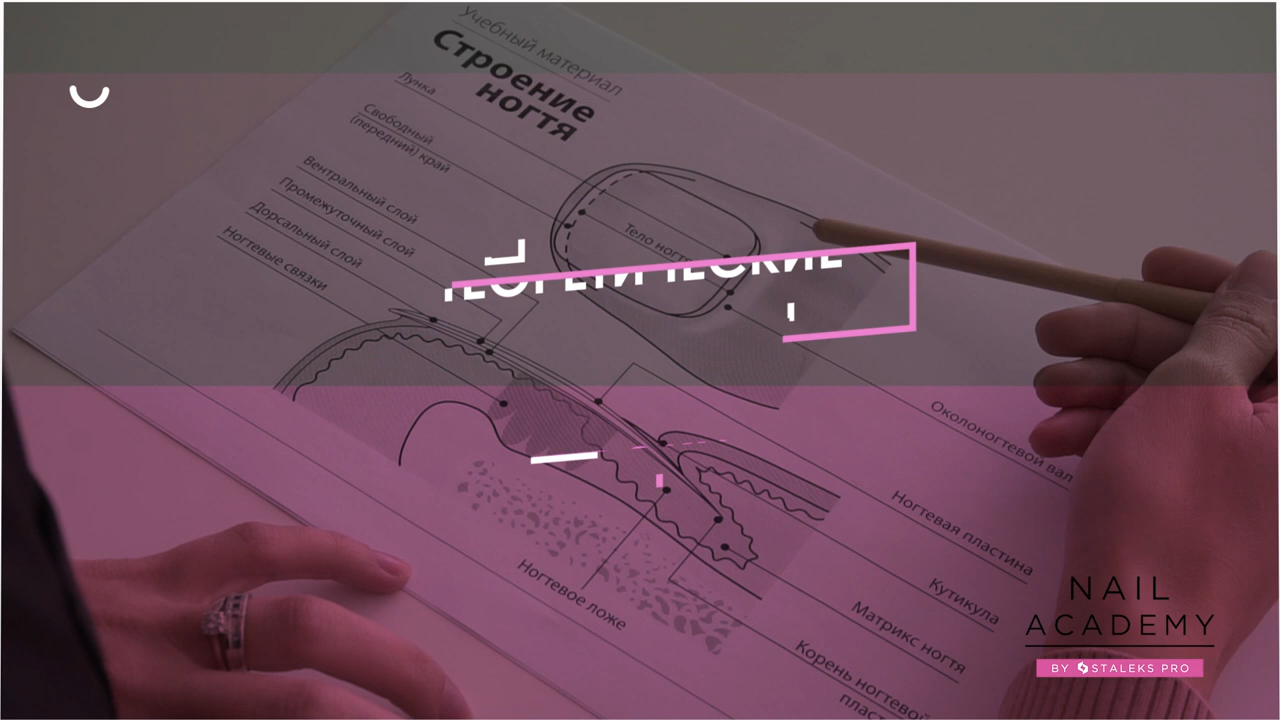 Учебный материал
Строение
ногтя
Лунка
Свободный
(передний) край
Вентральный слой
Промежуточный слой
Дорсальный слой
Ногтевые связки
Тело ногтя
Околоногтевой вал
Ногтевая пластина
Кутикула
Матрикс ногтя
Корень ногтевой
Ногтевое ложе
NAIL
ACADEMY
BY STALEKS PRO